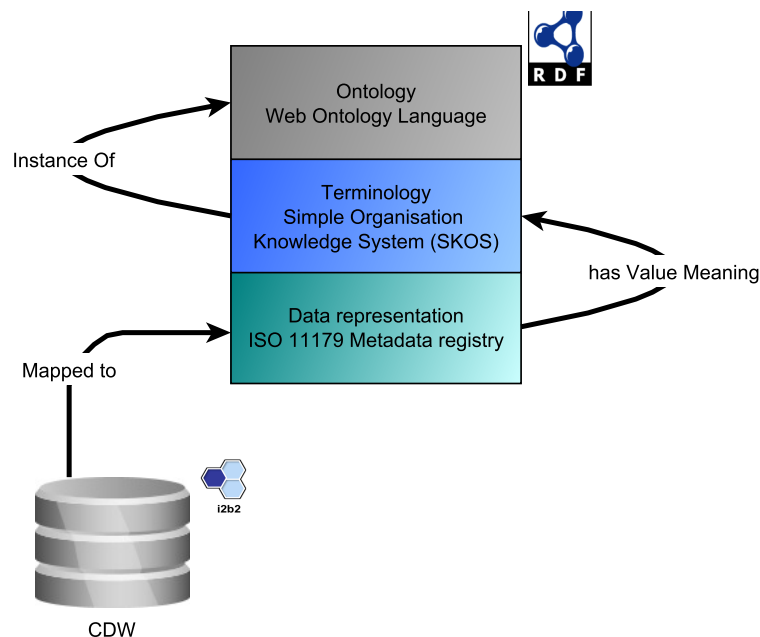 RDF
Ontology
Web Ontology Language
Instance Of
Terminology
Simple Organisation
Knowledge System (SKOS)
has Value Meaning
Data representation
ISO 11179 Metadata registry
Mapped to
i2b2
CDW